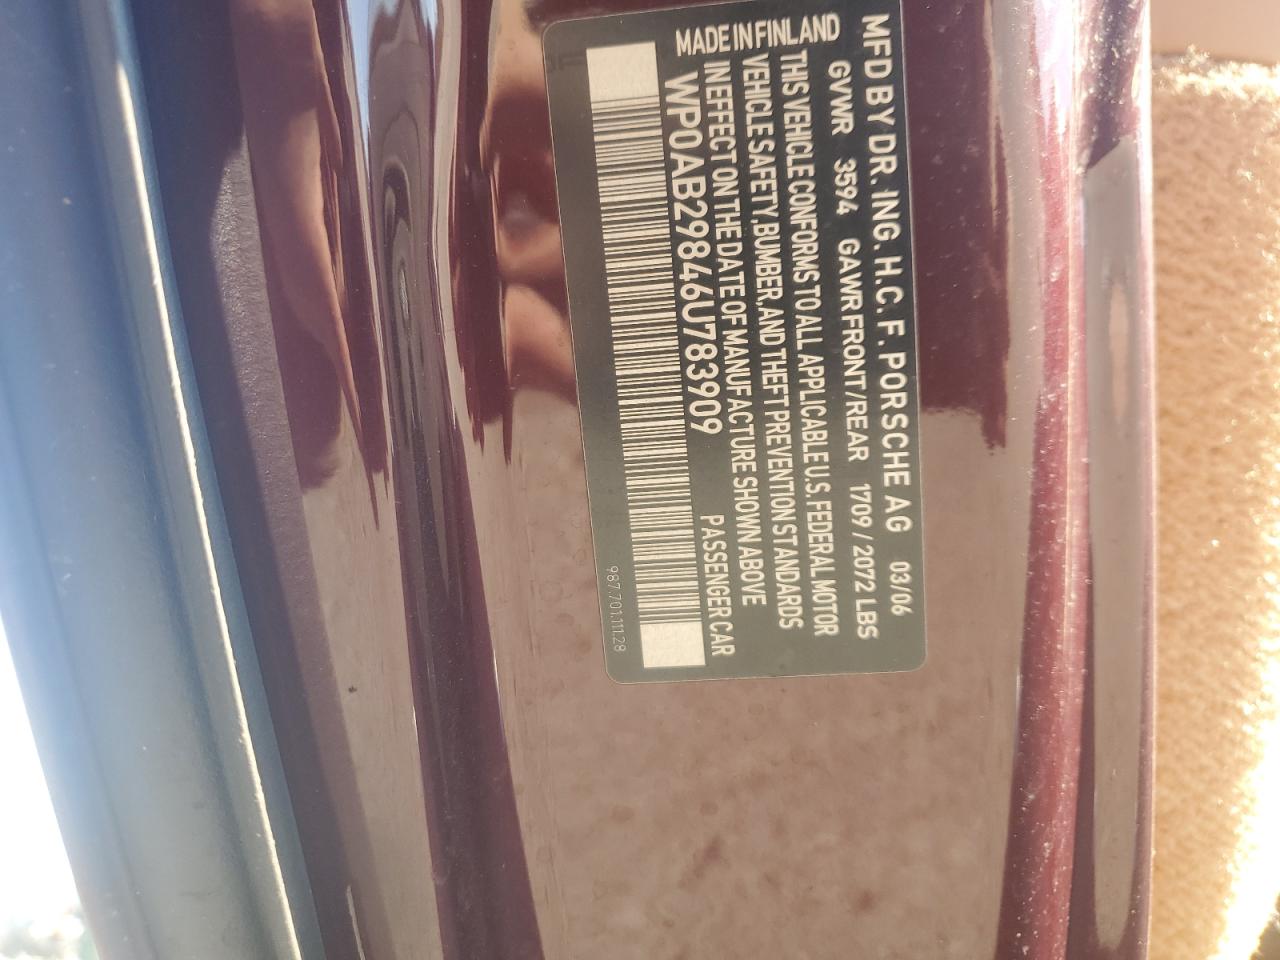 MFD BY DR. ING. H.C. F. PORSCHE AG 03/06
GVWR 3594 GAWR FRONT/REAR 1709 / 2072 LBS
MADE IN FINLAND
THIS VEHICLE CONFORMS TO ALL APPLICABLE U.S. FEDERAL MOTOR
VEHICLE SAFETY,BUMBER,AND THEFT PREVENTION STANDARDS
IN EFFECT ON THE DATE OF MANUFACTURE SHOWN ABOVE
WP0AB29846U783909 PASSENGER CAR
987.701.111.28